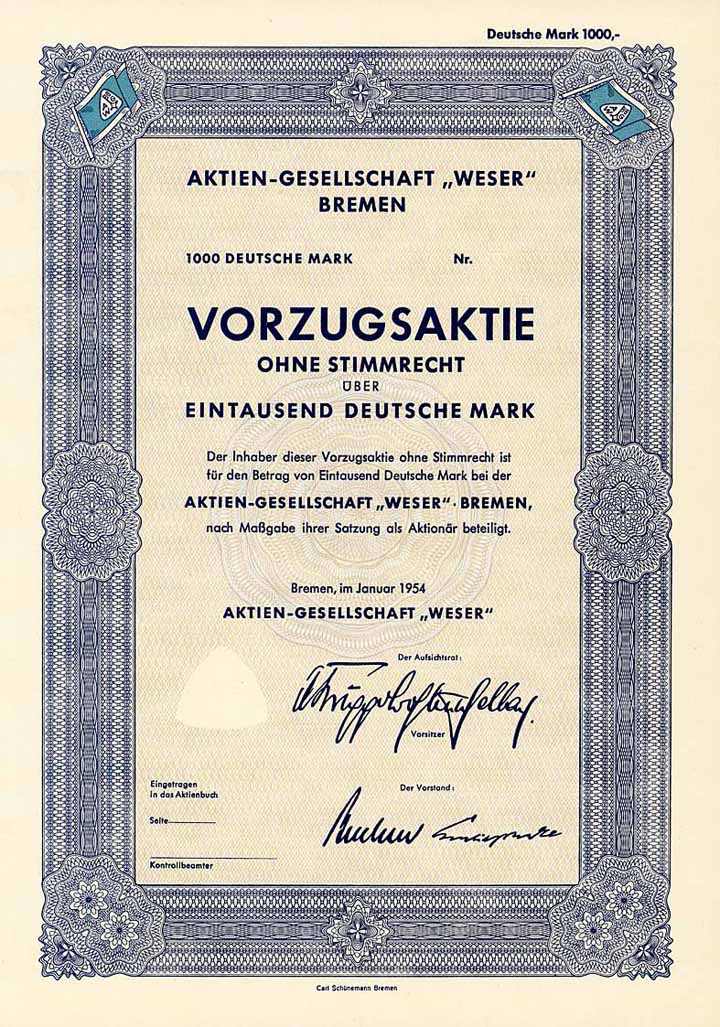 Deutsche Mark 1000,-
AKTIEN-GESELLSCHAFT „WESER"
BREMEN
1000 DEUTSCHE MARK Nr.
VORZUGSAKTIE
OHNE STIMMRECHT
ÜBER
EINTAUSEND DEUTSCHE MARK
Der Inhaber dieser Vorzugsaktie ohne Stimmrecht ist
für den Betrag von Eintausend Deutsche Mark bei der
AKTIEN-GESELLSCHAFT „WESER" · BREMEN,
nach Maßgabe ihrer Satzung als Aktionär beteiligt.
Bremen, im Januar 1954
AKTIEN-GESELLSCHAFT „WESER"
Der Aufsichtsrat:
Vorsitzer
Eingetragen
in das Aktienbuch
Der Vorstand:
Seite
Kontrollbeamter
Carl Schünemann Bremen